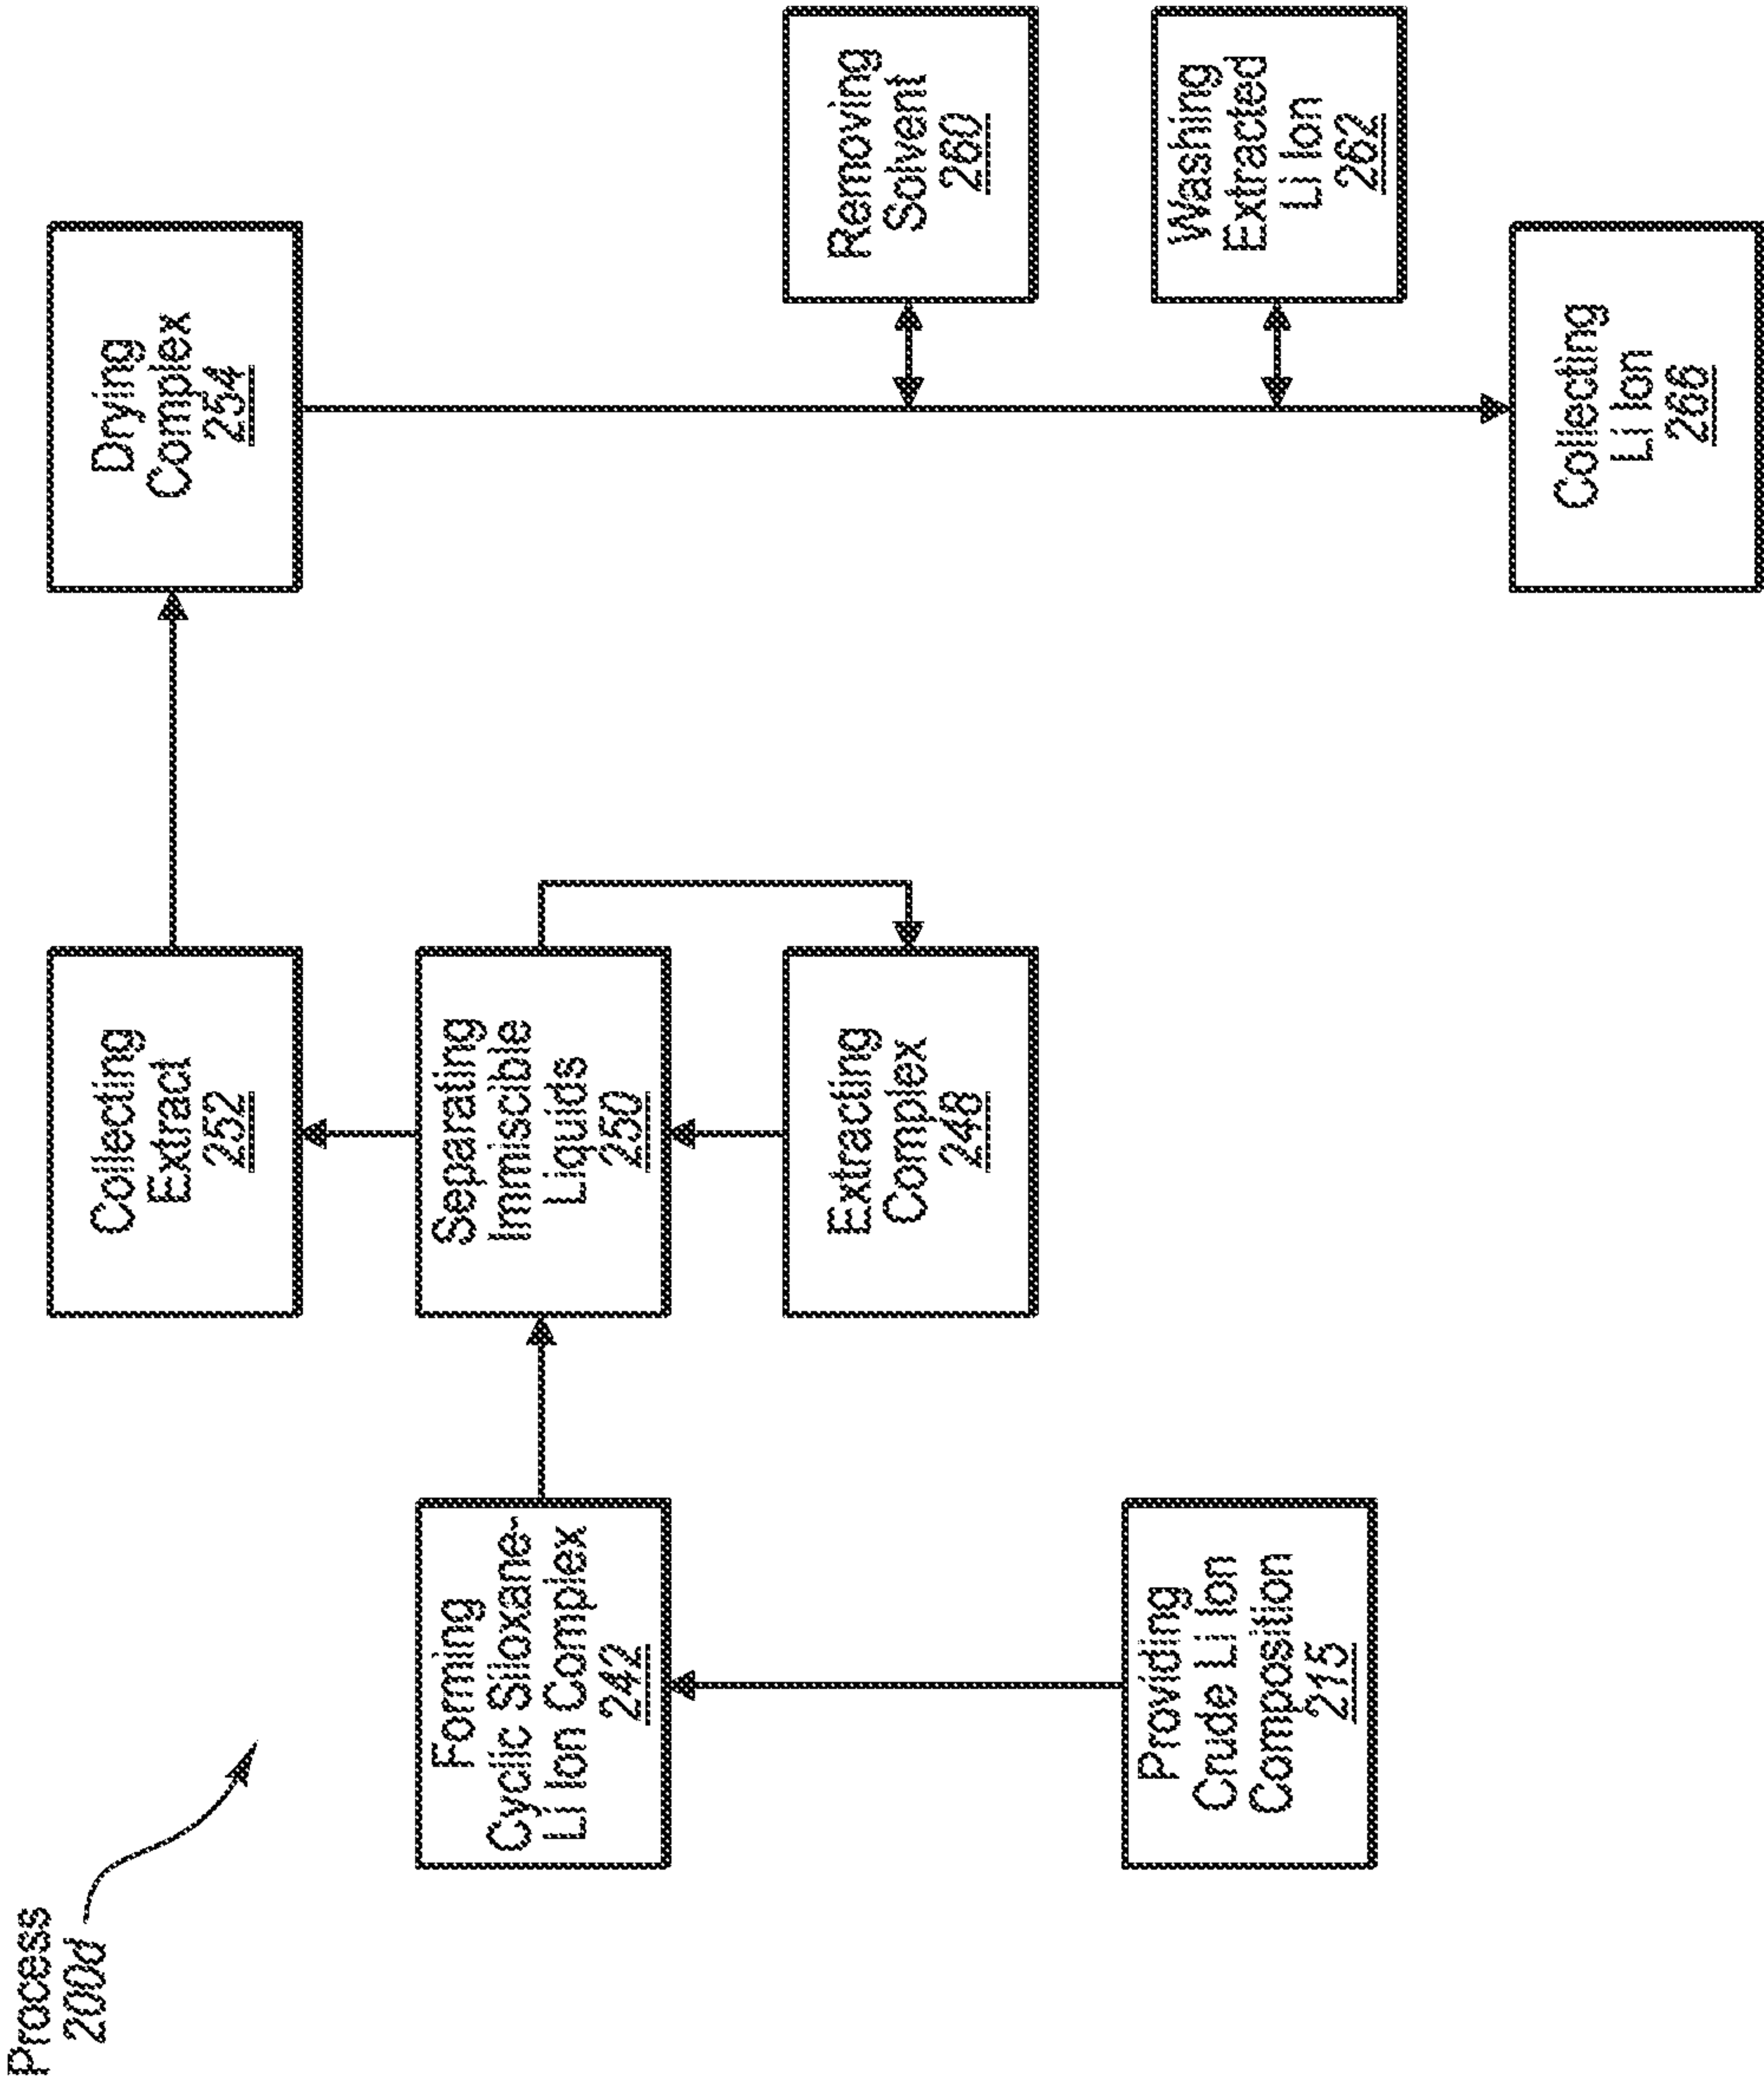 Process
200d
Forming
Cyclic Siloxane-
Li Ion Complex
242
Providing
Crude Li Ion
Composition
215
Collecting
Extract
252
Separating
Immiscible
Liquids
250
Extracting
Complex
248
Drying
Complex
254
Removing
Solvent
260
Washing
Extracted
Li Ion
262
Collecting
Li Ion
266